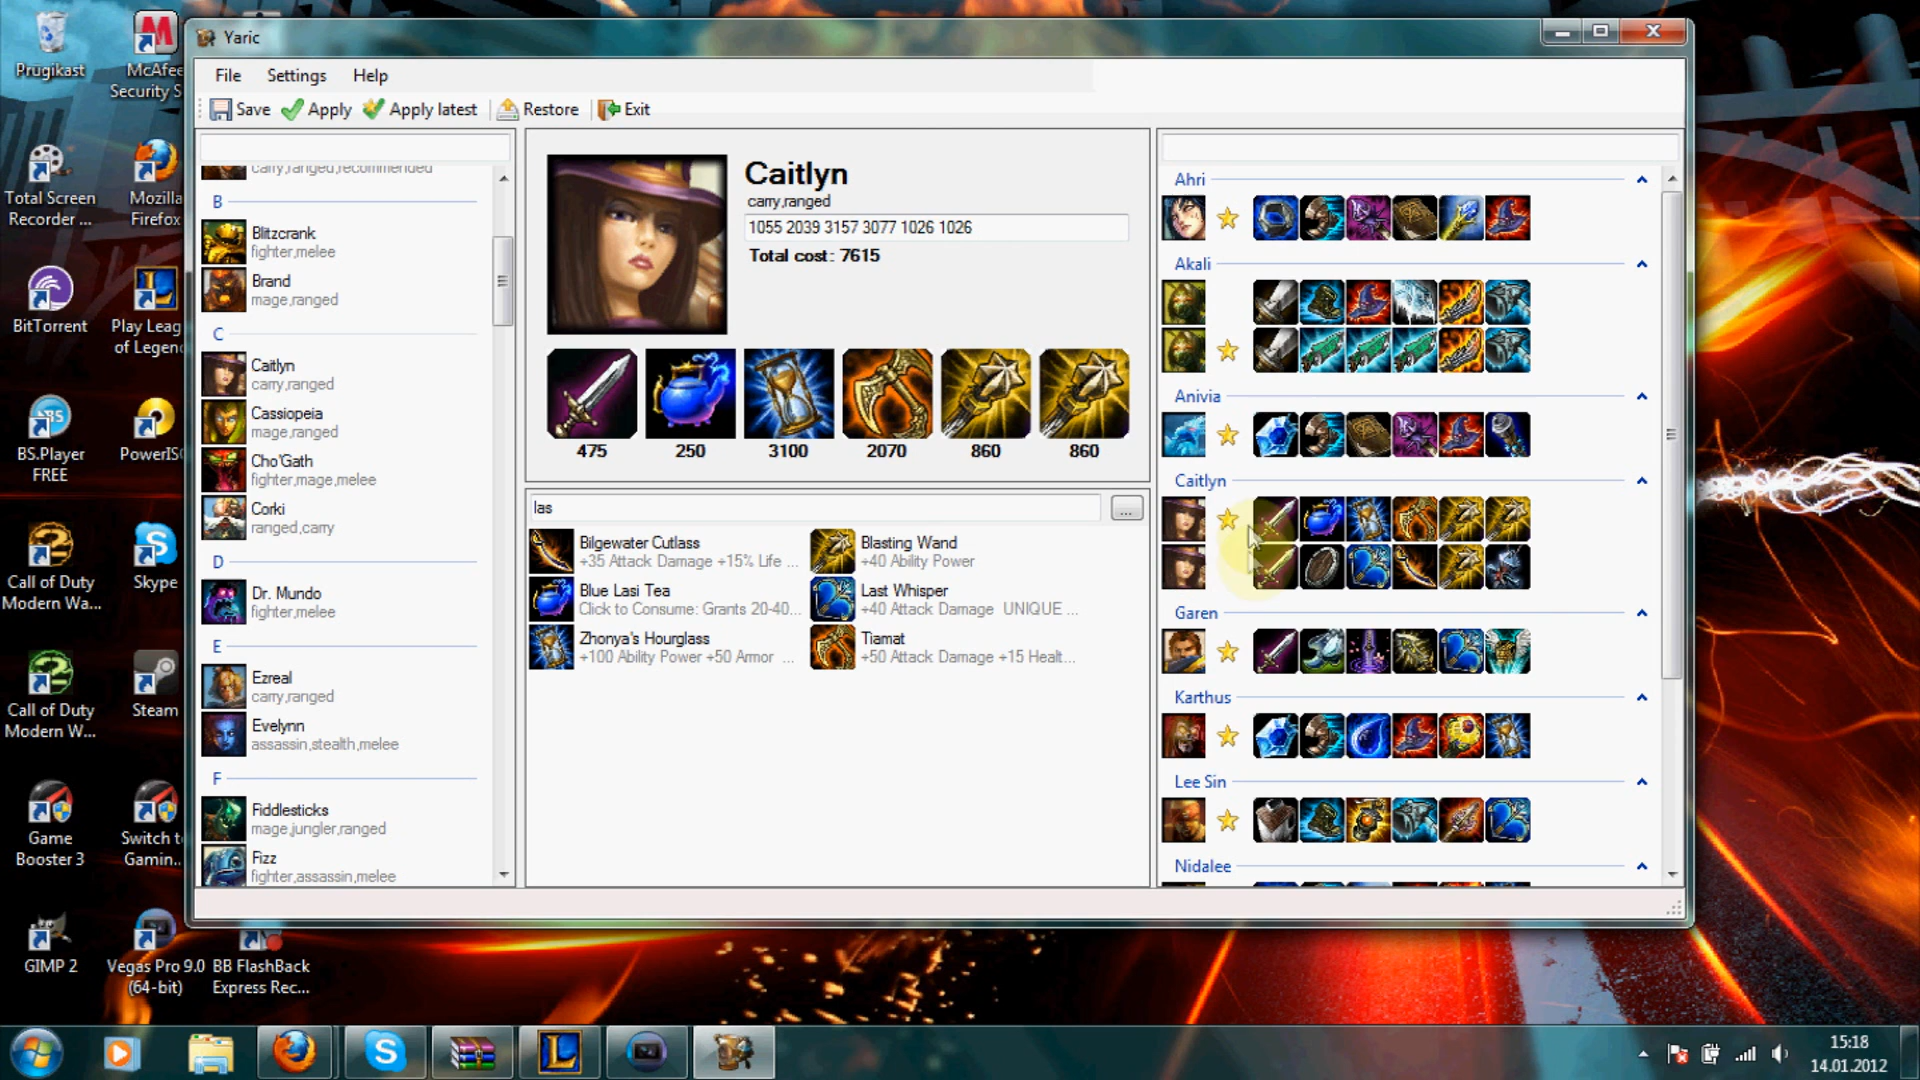 Prügikast
McAfee
Security S
Total Screen
Recorder ...
Mozilla
Firefox
BitTorrent
Play Leag
of Legend
BS.Player
FREE
PowerISO
Call of Duty
Modern Wa...
Skype
Call of Duty
Modern W...
Steam
Game
Booster 3
Switch to
Gamin...
GIMP 2
Vegas Pro 9.0
(64-bit)
BB FlashBack
Express Rec...
Yaric
File Settings Help
Save Apply Apply latest Restore Exit
carry,ranged,recommended
B
Blitzcrank
fighter,melee
Brand
mage,ranged
C
Caitlyn
carry,ranged
Cassiopeia
mage,ranged
Cho'Gath
fighter,mage,melee
Corki
ranged,carry
D
Dr. Mundo
fighter,melee
E
Ezreal
carry,ranged
Evelynn
assassin,stealth,melee
F
Fiddlesticks
mage,jungler,ranged
Fizz
fighter,assassin,melee
Caitlyn
carry,ranged
1055 2039 3157 3077 1026 1026
Total cost: 7615
475 250 3100 2070 860 860
las
...
Bilgewater Cutlass
+35 Attack Damage +15% Life ...
Blasting Wand
+40 Ability Power
Blue Lasi Tea
Click to Consume: Grants 20-40...
Last Whisper
+40 Attack Damage UNIQUE ...
Zhonya's Hourglass
+100 Ability Power +50 Armor ...
Tiamat
+50 Attack Damage +15 Healt...
Ahri
Akali
Anivia
Caitlyn
Garen
Karthus
Lee Sin
Nidalee
15:18
14.01.2012